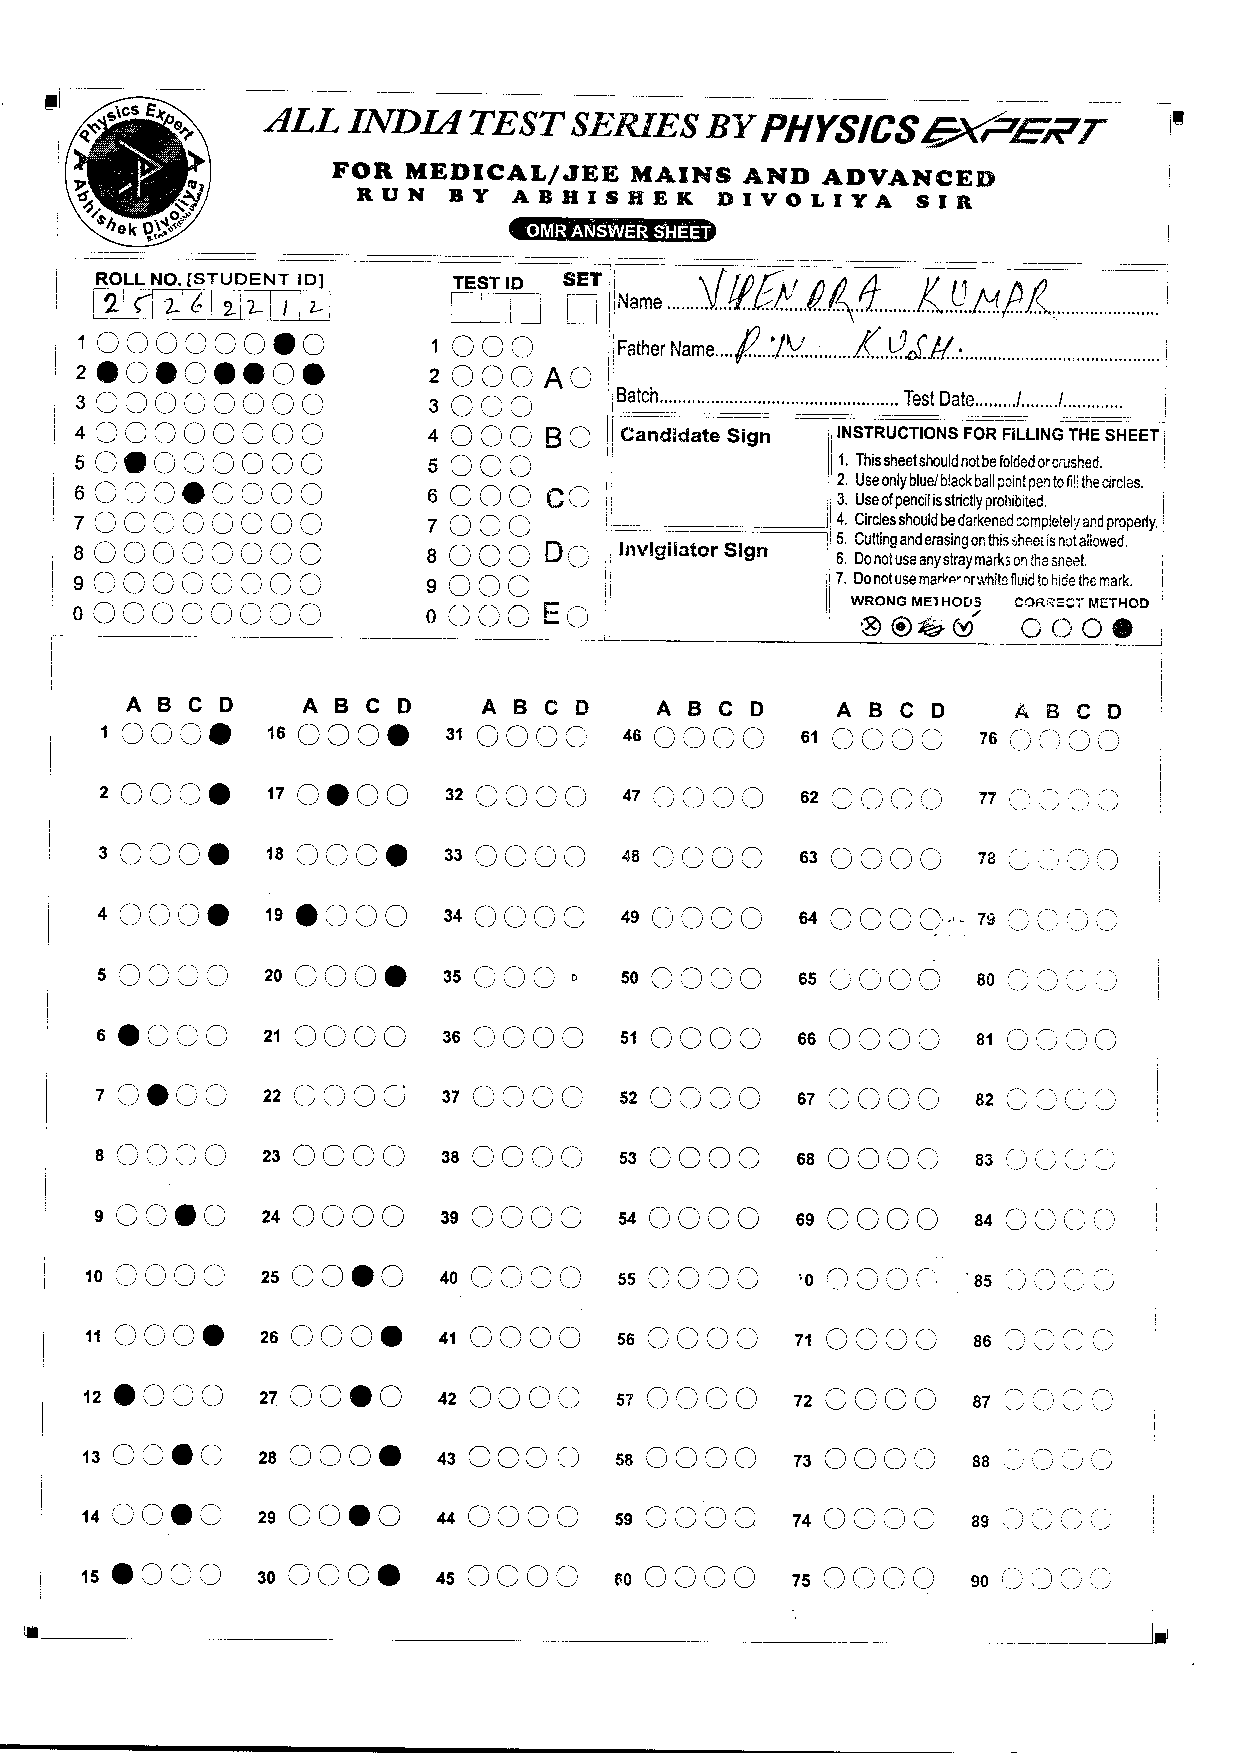 A Physics Expert A
Abhishek Divoliya
ALL INDIA TEST SERIES BY PHYSICS EXPERT
FOR MEDICAL/JEE MAINS AND ADVANCED
RUN BY ABHISHEK DIVOLIYA SIR
OMR ANSWER SHEET
ROLL NO. [STUDENT ID] TEST ID SET
2 5 2 6 2 2 1 2
Name VIPENDRA KUMAR
Father Name KUSH.
Batch Test Date ......../......./............
1 1
2 2 A
3 3
4 4 B
5 5
6 6 C
7 7
8 8 D
9 9
0 0 E
Candidate Sign
Invigilator Sign
INSTRUCTIONS FOR FILLING THE SHEET
1. This sheet should not be folded or crushed.
2. Use only blue/ black ball point pen to fill the circles.
3. Use of pencil is strictly prohibited.
4. Circles should be darkened completely and properly.
5. Cutting and erasing on this sheet is not allowed.
6. Do not use any stray marks on the sheet.
7. Do not use marker or white fluid to hide the mark.
WRONG METHODS CORRECT METHOD
A B C D A B C D A B C D A B C D A B C D A B C D
1 16 31 46 61 76
2 17 32 47 62 77
3 18 33 48 63 78
4 19 34 49 64 79
5 20 35 D 50 65 80
6 21 36 51 66 81
7 22 37 52 67 82
8 23 38 53 68 83
9 24 39 54 69 84
10 25 40 55 0 85
11 26 41 56 71 86
12 27 42 57 72 87
13 28 43 58 73 88
14 29 44 59 74 89
15 30 45 60 75 90